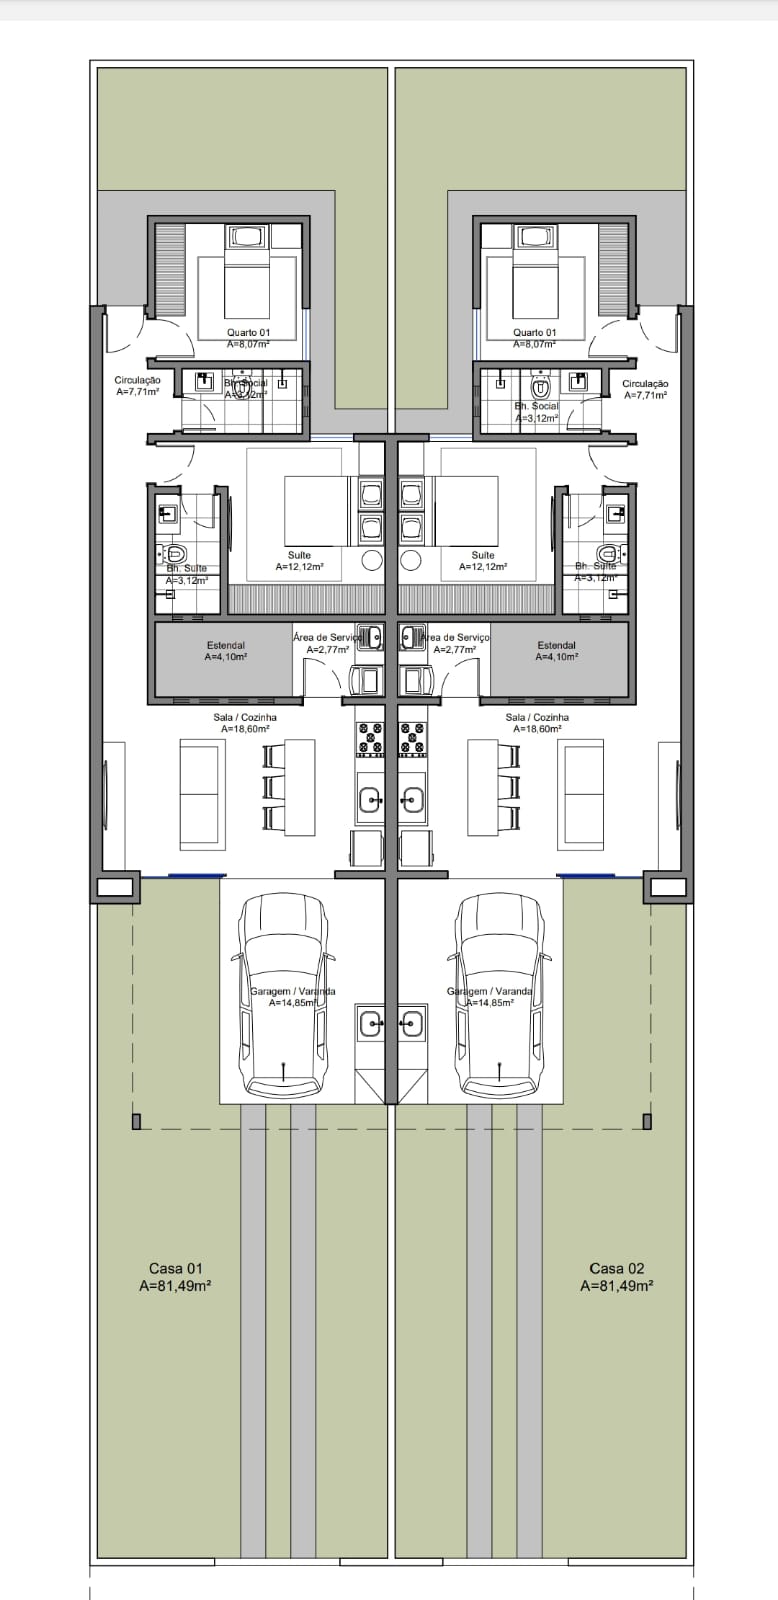 Quarto 01
A=8,07m²
Quarto 01
A=8,07m²
Circulação
A=7,71m²
Bh. Social
A=3,12m²
Bh. Social
A=3,12m²
Circulação
A=7,71m²
Suíte
A=12,12m²
Suíte
A=12,12m²
Bh. Suíte
A=3,12m²
Bh. Suíte
A=3,12m²
Estendal
A=4,10m²
Área de Serviço
A=2,77m²
Área de Serviço
A=2,77m²
Estendal
A=4,10m²
Sala / Cozinha
A=18,60m²
Sala / Cozinha
A=18,60m²
Garagem / Varanda
A=14,85m²
Garagem / Varanda
A=14,85m²
Casa 01
A=81,49m²
Casa 02
A=81,49m²